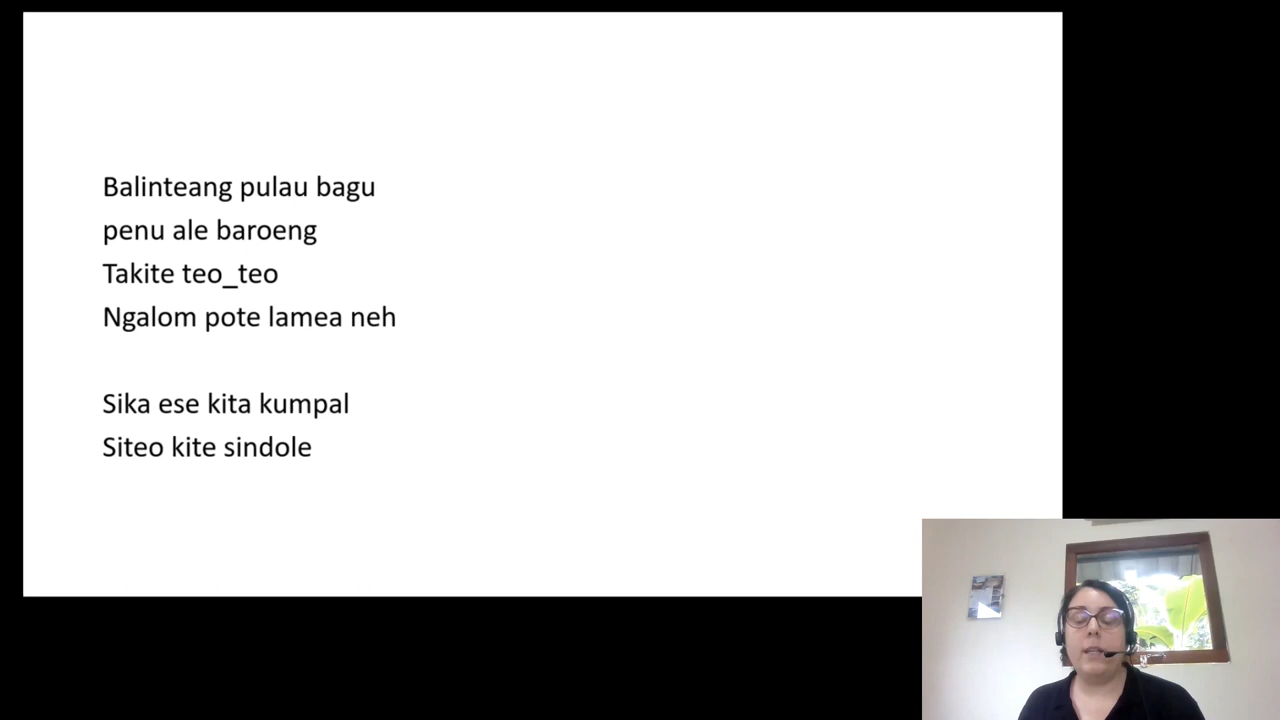 Balinteang pulau bagu
penu ale baroeng
Takite teo_teo
Ngalom pote lamea neh
Sika ese kita kumpal
Siteo kite sindole